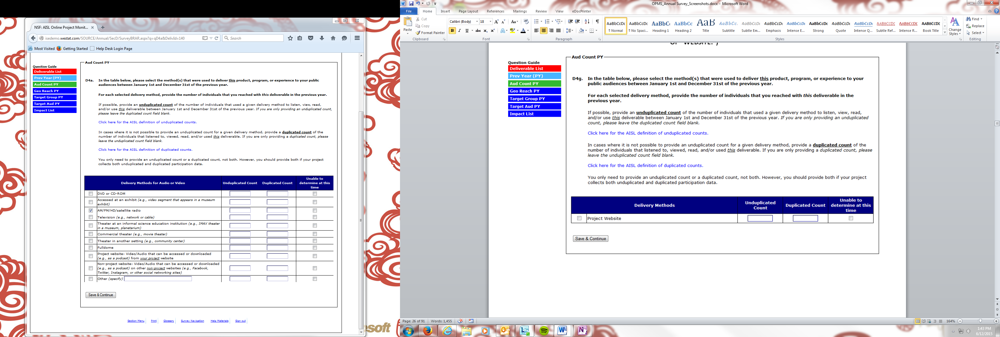 NSF: AISL Online Project Monit...
isedemo.westat.com/SOURCE/Annual/SecD/SurveyBRAR.aspx?q=qD4a&DelivId=140
Search
Most Visited
Getting Started
Help Desk Login Page
Question Guide
Deliverable List
Prev Year (PY)
Aud Count PY
Geo Reach PY
Target Group PY
Target Aud PY
Impact List
Aud Count PY
D4a. In the table below, please select the method(s) that were used to deliver this product, program, or experience to your public
audiences between January 1st and December 31st of the previous year.
For each selected delivery method, provide the number of individuals that you reached with this deliverable in the previous year.
If possible, provide an unduplicated count of the number of individuals that used a given delivery method to listen, view, read,
and/or use this deliverable between January 1st and December 31st of the previous year. If you are only providing an unduplicated count,
please leave the duplicated count field blank.
Click here for the AISL definition of unduplicated counts.
In cases where it is not possible to provide an unduplicated count for a given delivery method, provide a duplicated count of the
number of individuals that listened to, viewed, read, and/or used this deliverable. If you are only providing a duplicated count, please
leave the unduplicated count field blank.
Click here for the AISL definition of duplicated counts.
You only need to provide an unduplicated count or a duplicated count, not both. However, you should provide both if your project
collects both unduplicated and duplicated participation data.
Delivery Methods for Audio or Video
Unduplicated Count
Duplicated Count
Unable to
determine at this
time
DVD or CD-ROM
Accessed at an exhibit (e.g., video segment that appears in a museum
exhibit)
AM/FM/HD/satellite radio
Television (e.g., network or cable)
Theater at an informal science education institution (e.g., IMAX theater
in a museum, planetarium)
Commercial theater (e.g., movie theater)
Theater in another setting (e.g., community center)
Fulldome
Project website: Video/Audio that can be accessed or downloaded
(e.g., as a podcast) from your project website
Non-project website: Video/Audio that can be accessed or downloaded
(e.g., as a podcast) on other non-project websites (e.g., Facebook,
Twitter, Instagram, or other social networking sites)
Other (specify)
Save & Continue
Section Menu
Print
Glossary
Survey Navigation
Help Materials
Sign out
OPMS_Annual Survey_Screenshots.docx - Microsoft Word
File
Home
Insert
Page Layout
References
Mailings
Review
View
eDocPrinter
Paste
Cut
Copy
Format Painter
Clipboard
Calibri (Body)
18
Font
Paragraph
AaBbCcDc ¶ Normal
AaBbCcDc ¶ No Spaci...
AaBbC Heading 1
AaBbCc Heading 2
AaB Title
AaBbCc. Subtitle
AaBbCcDc Subtle Em...
AaBbCcDc Emphasis
AaBbCcDc Intense E...
AaBbCcDc Strong
AaBbCcDc Quote
AaBbCcDc Intense Q...
AaBbCcDc Subtle Ref...
AaBbCcDc Intense R...
AaBbCcDc Book Title
Change
Styles
Styles
Find
Replace
Select
Editing
Question Guide
Deliverable List
Prev Year (PY)
Aud Count PY
Geo Reach PY
Target Group PY
Target Aud PY
Impact List
Aud Count PY
D4g. In the table below, please select the method(s) that were used to deliver this product, program, or experience to your
public audiences between January 1st and December 31st of the previous year.
For each selected delivery method, provide the number of individuals that you reached with this deliverable in the
previous year.
If possible, provide an unduplicated count of the number of individuals that used a given delivery method to listen, view, read,
and/or use this deliverable between January 1st and December 31st of the previous year. If you are only providing an unduplicated
count, please leave the duplicated count field blank.
Click here for the AISL definition of unduplicated counts.
In cases where it is not possible to provide an unduplicated count for a given delivery method, provide a duplicated count of the
number of individuals that listened to, viewed, read, and/or used this deliverable. If you are only providing a duplicated count, please
leave the unduplicated count field blank.
Click here for the AISL definition of duplicated counts.
You only need to provide an unduplicated count or a duplicated count, not both. However, you should provide both if your project
collects both unduplicated and duplicated participation data.
Delivery Methods
Unduplicated
Count
Duplicated Count
Unable to
determine at this
time
Project Website
Save & Continue
Page: 26 of 91
Words: 1,455
164%
1:43 PM
6/12/2015